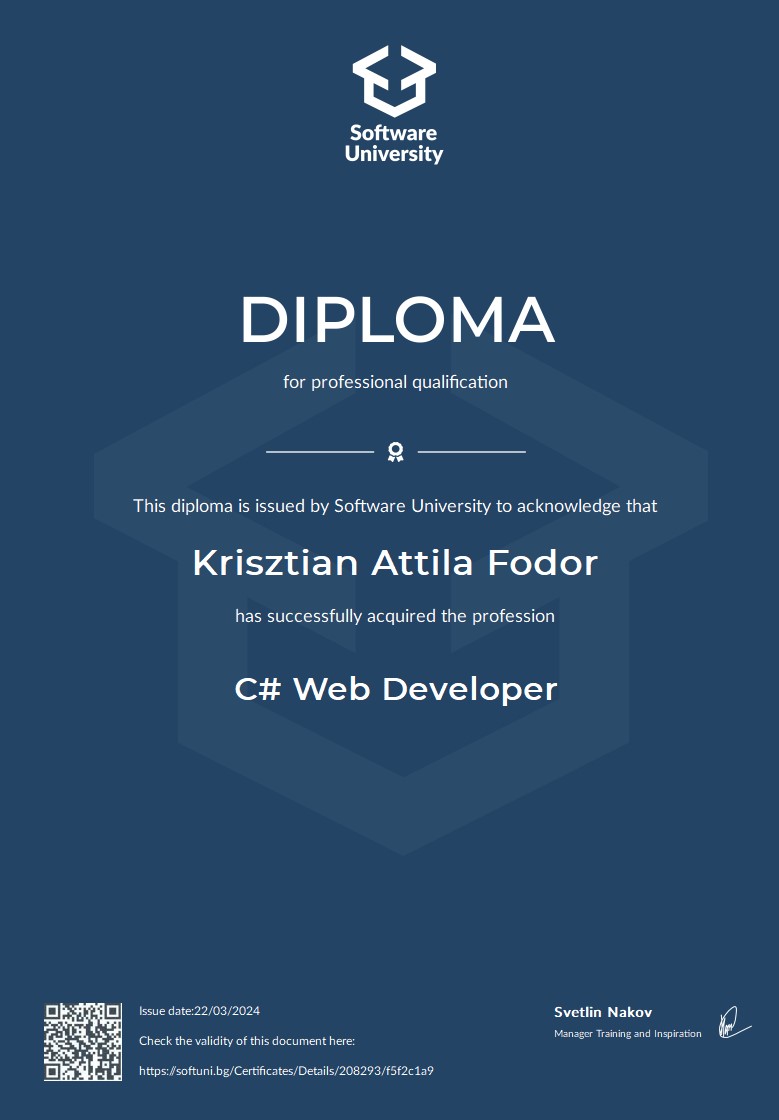 Software
University
DIPLOMA
for professional qualification
This diploma is issued by Software University to acknowledge that
Krisztian Attila Fodor
has successfully acquired the profession
C# Web Developer
Issue date:22/03/2024
Check the validity of this document here:
https://softuni.bg/Certificates/Details/208293/f5f2c1a9
Svetlin Nakov
Manager Training and Inspiration